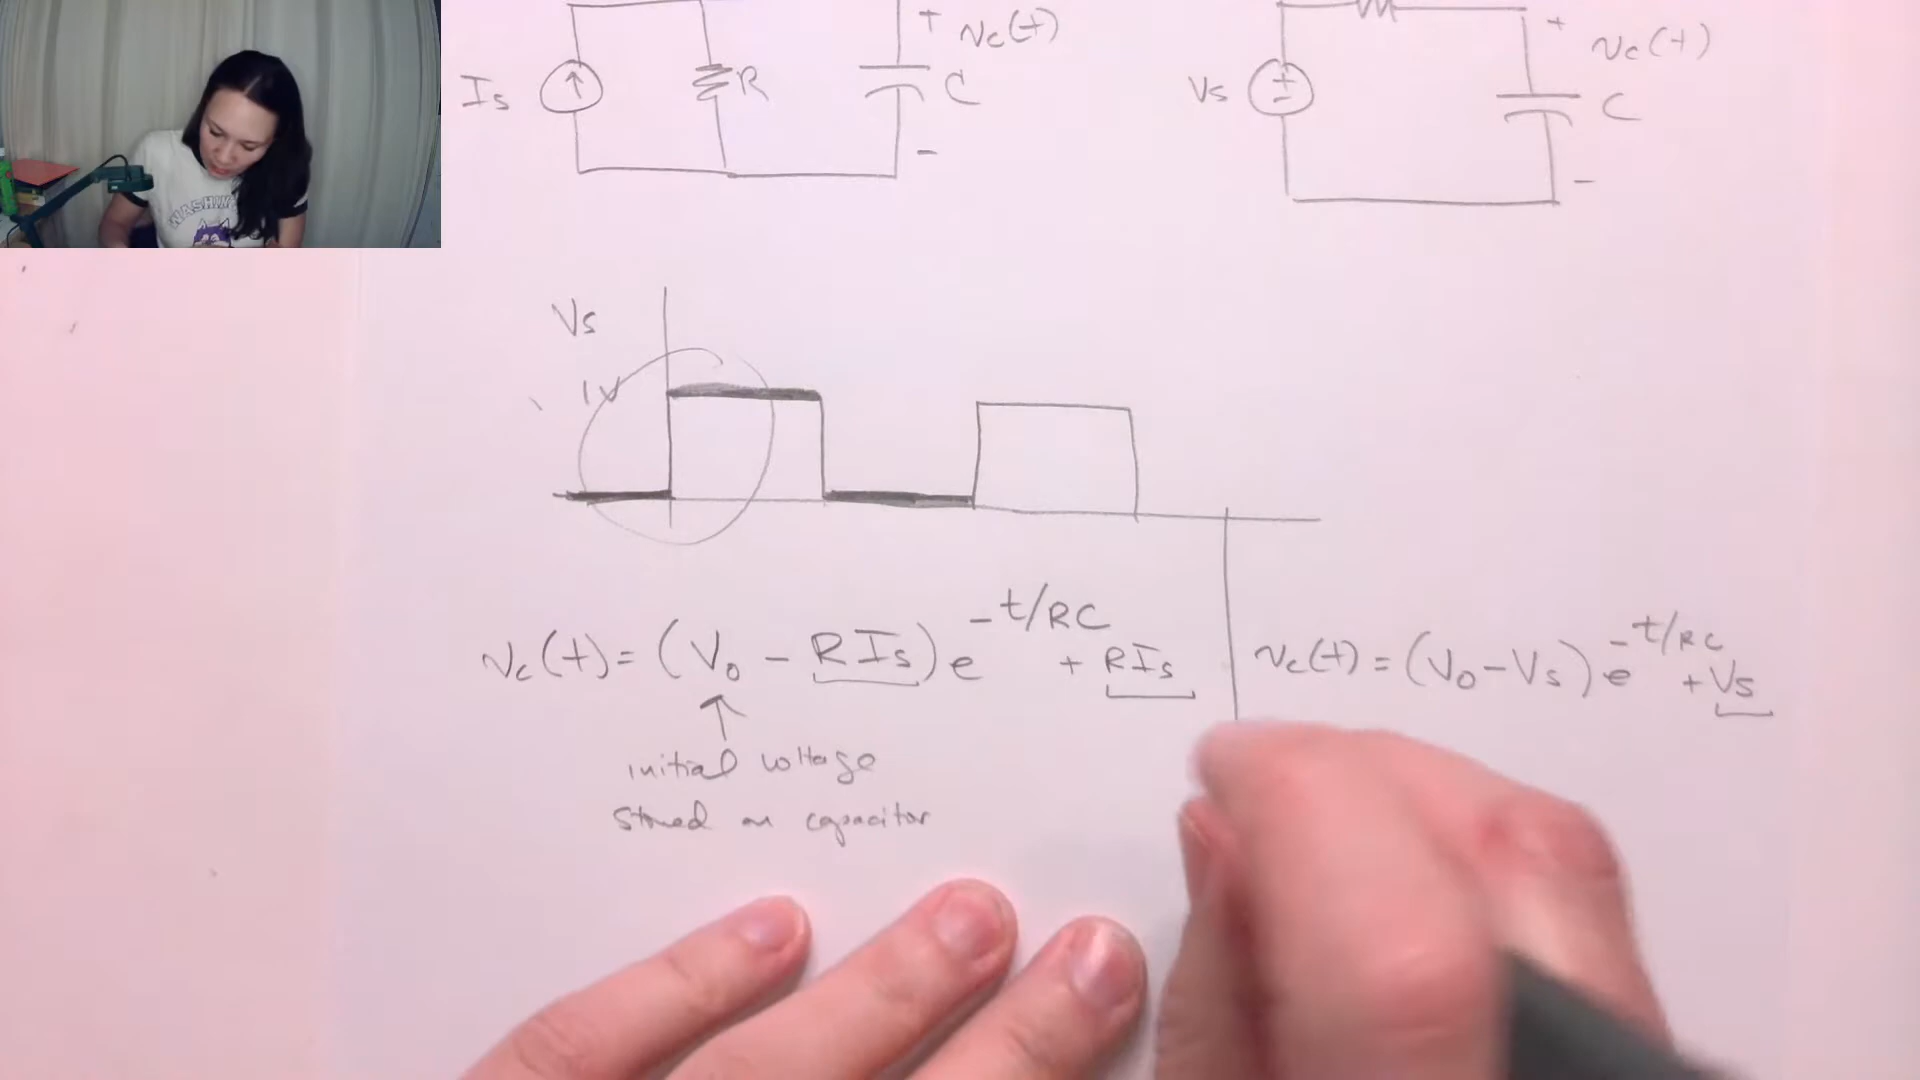 + vc(t)
Is R C
-
+ vc(t)
Vs + - C
-
WASHIN
Vs
1V
vc(t) = (V0 - RIs) e^-t/RC + RIs
initial voltage
stored on capacitor
vc(t) = (V0 - Vs) e^-t/RC + Vs